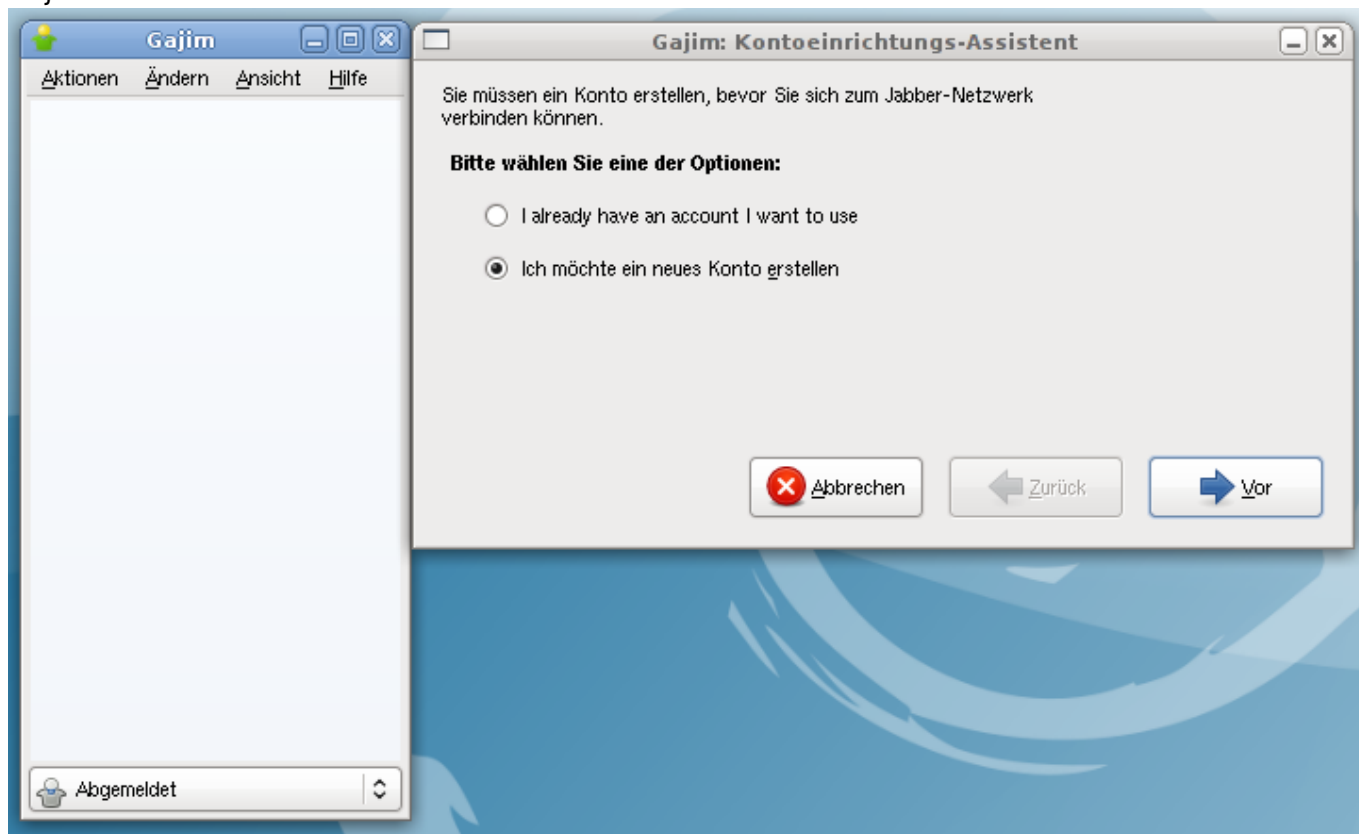 Gajim
Aktionen Ändern Ansicht Hilfe
Abgemeldet
Gajim: Kontoeinrichtungs-Assistent
Sie müssen ein Konto erstellen, bevor Sie sich zum Jabber-Netzwerk
verbinden können.
Bitte wählen Sie eine der Optionen:
I already have an account I want to use
Ich möchte ein neues Konto erstellen
Abbrechen Zurück Vor